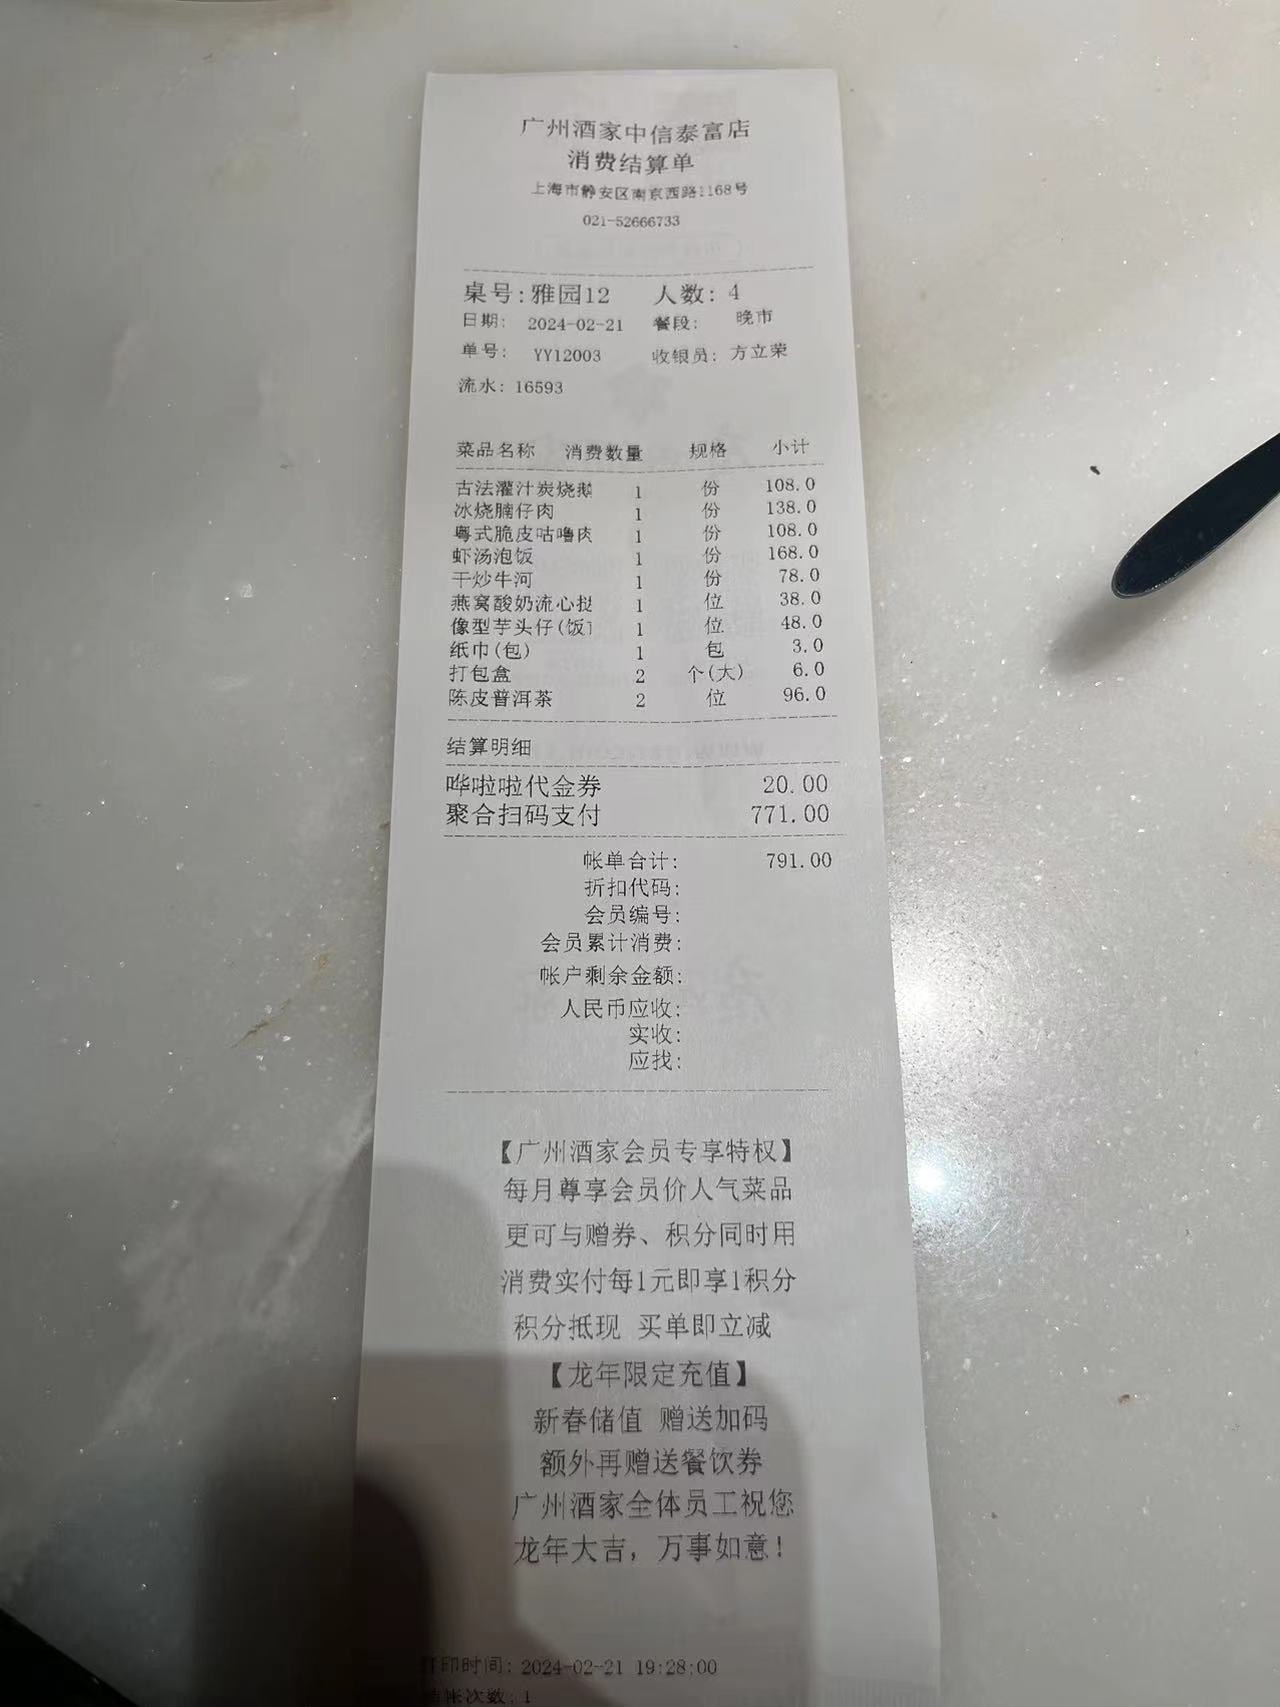 广州酒家中信泰富店
消费结算单
上海市静安区南京西路1168号
021-52666733
桌号:雅园12 人数: 4
日期: 2024-02-21 餐段: 晚市
单号: YY12003 收银员: 方立荣
流水: 16593
菜品名称 消费数量 规格 小计
古法灌汁炭烧鹅 1 份 108.0
冰烧腩仔肉 1 份 138.0
粤式脆皮咕噜肉 1 份 108.0
虾汤泡饭 1 份 168.0
干炒牛河 1 份 78.0
燕窝酸奶流心挞 1 位 38.0
像型芋头仔(饭 1 位 48.0
纸巾(包) 1 包 3.0
打包盒 2 个(大) 6.0
陈皮普洱茶 2 位 96.0
结算明细
哗啦啦代金券 20.00
聚合扫码支付 771.00
帐单合计: 791.00
折扣代码:
会员编号:
会员累计消费:
帐户剩余金额:
人民币应收:
实收:
应找:
【广州酒家会员专享特权】
每月尊享会员价人气菜品
更可与赠券、积分同时用
消费实付每1元即享1积分
积分抵现 买单即立减
【龙年限定充值】
新春储值 赠送加码
额外再赠送餐饮券
广州酒家全体员工祝您
龙年大吉，万事如意！
打印时间: 2024-02-21 19:28:00
结帐次数: 1